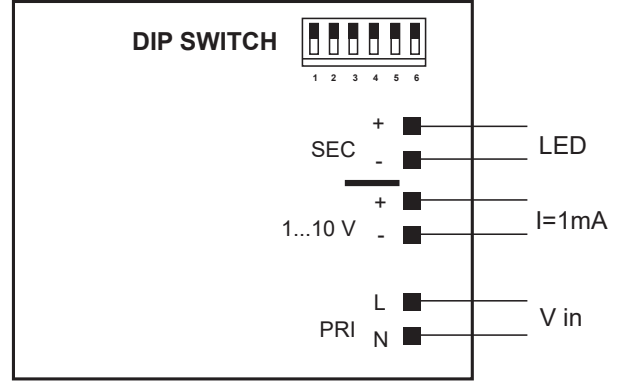 DIP SWITCH
1 2 3 4 5 6
+
SEC
-
LED
+
1...10 V
-
I=1mA
L
PRI
N
V in